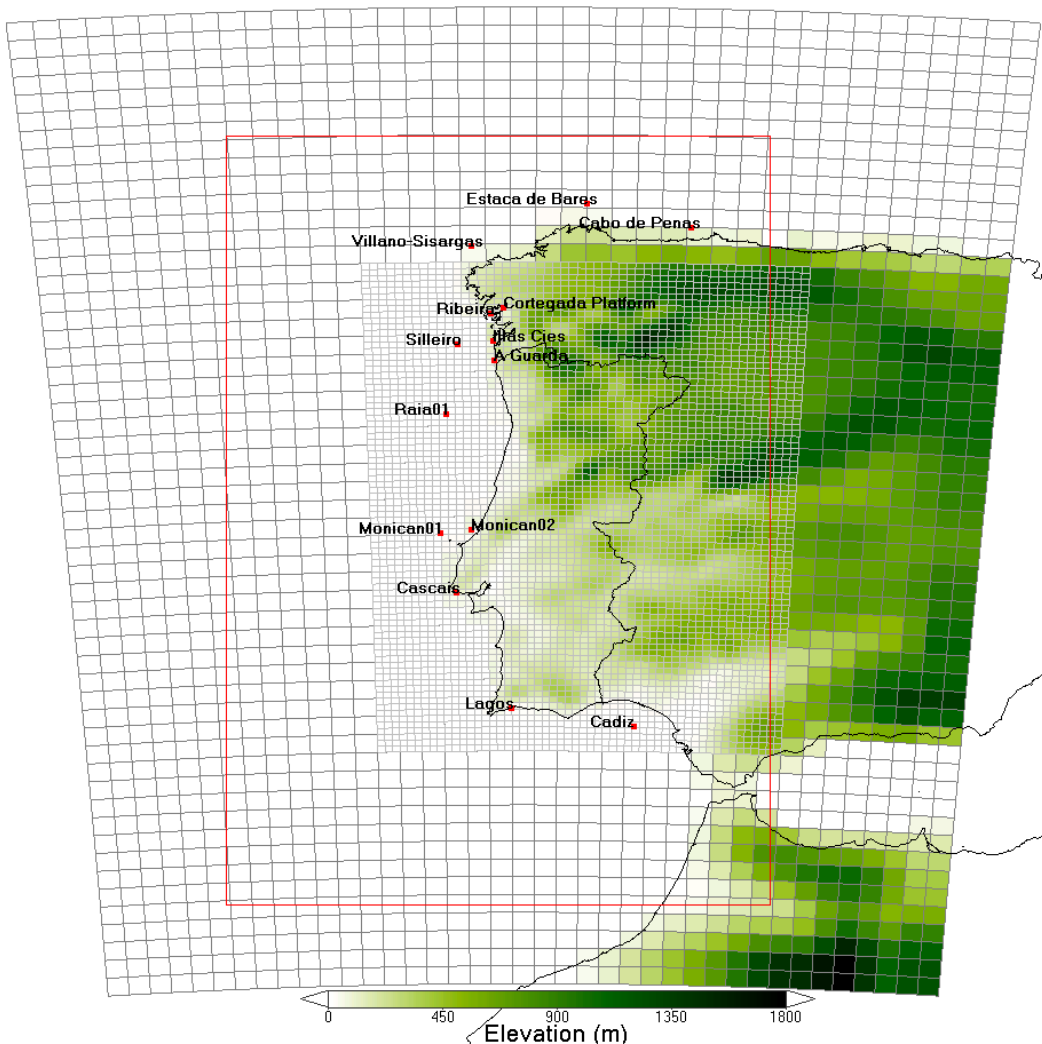 Estaca de Bares
Cabo de Penas
Villano-Sisargas
Cortegada Platform
Ribeira
Silleiro
Illas Cies
A Guarda
Raia01
Monican01
Monican02
Cascais
Lagos
Cadiz
0 450 900 1350 1800
Elevation (m)